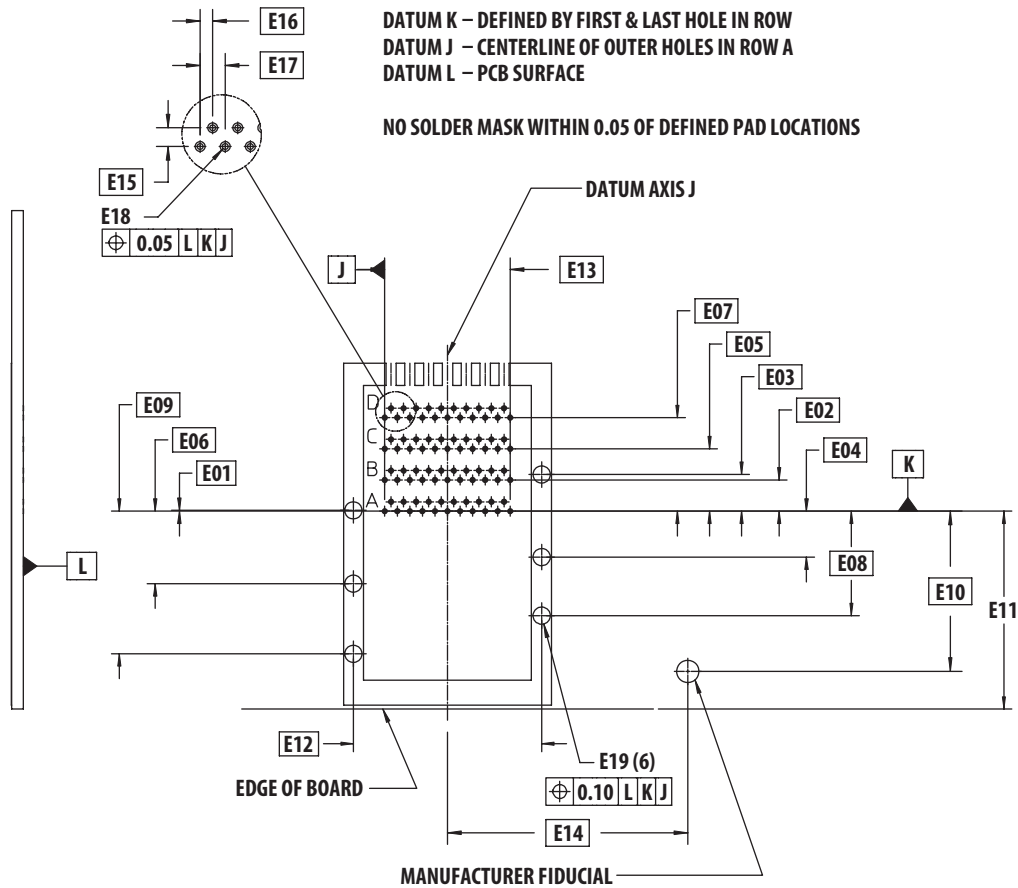 E16
E17
DATUM K – DEFINED BY FIRST & LAST HOLE IN ROW
DATUM J – CENTERLINE OF OUTER HOLES IN ROW A
DATUM L – PCB SURFACE
NO SOLDER MASK WITHIN 0.05 OF DEFINED PAD LOCATIONS
E15
E18
⌖ 0.05 L K J
DATUM AXIS J
J
E13
E07
E05
E03
E02
E04
K
E09
E06
E01
D
C
B
A
L
E08
E10
E11
E12
E19 (6)
⌖ 0.10 L K J
EDGE OF BOARD
E14
MANUFACTURER FIDUCIAL